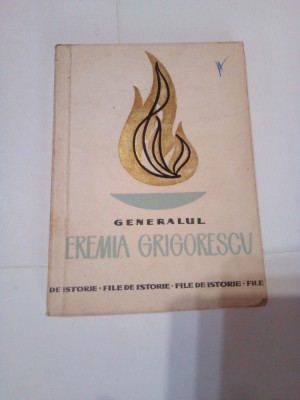 GENERALUL
EREMIA GRIGORESCU
DE ISTORIE · FILE DE ISTORIE · FILE DE ISTORIE · FILE